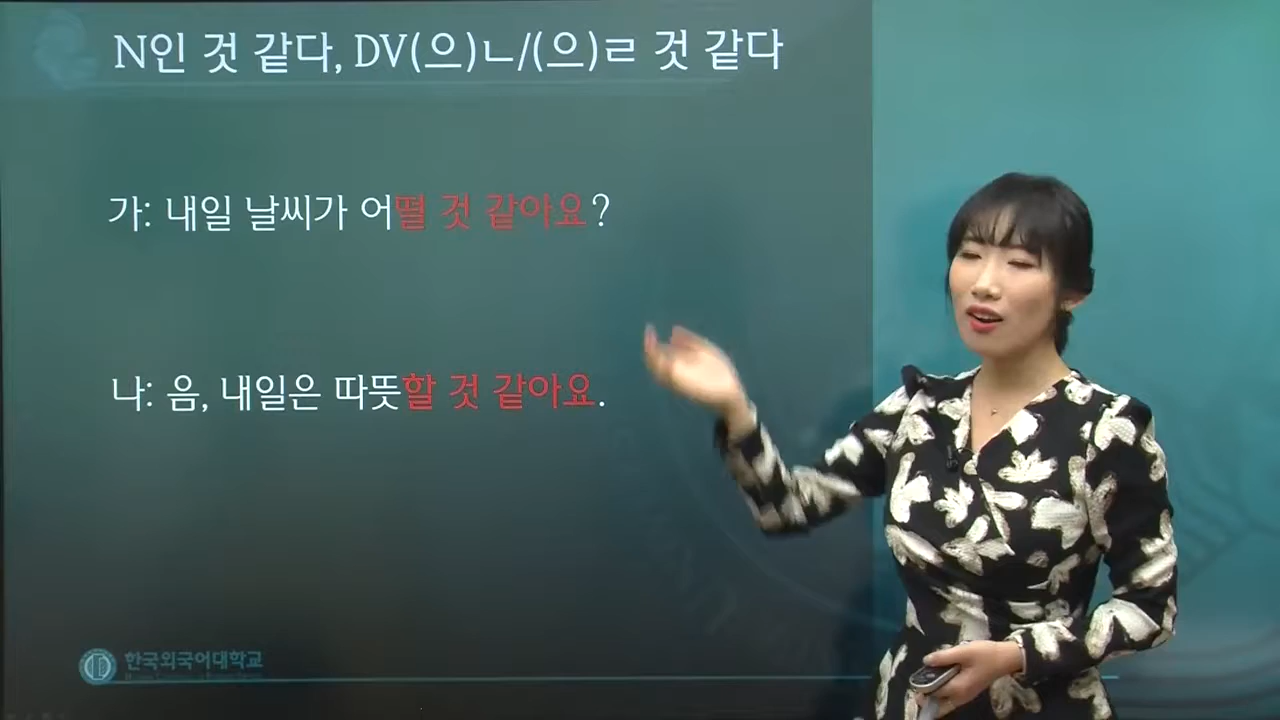 N인 것 같다, DV(으)ㄴ/(으)ㄹ 것 같다
가: 내일 날씨가 어떨 것 같아요?
나: 음, 내일은 따뜻할 것 같아요.
한국외국어대학교